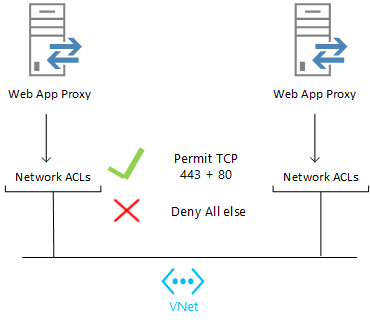 Web App Proxy
Web App Proxy
Network ACLs
Permit TCP
443 + 80
Network ACLs
Deny All else
VNet